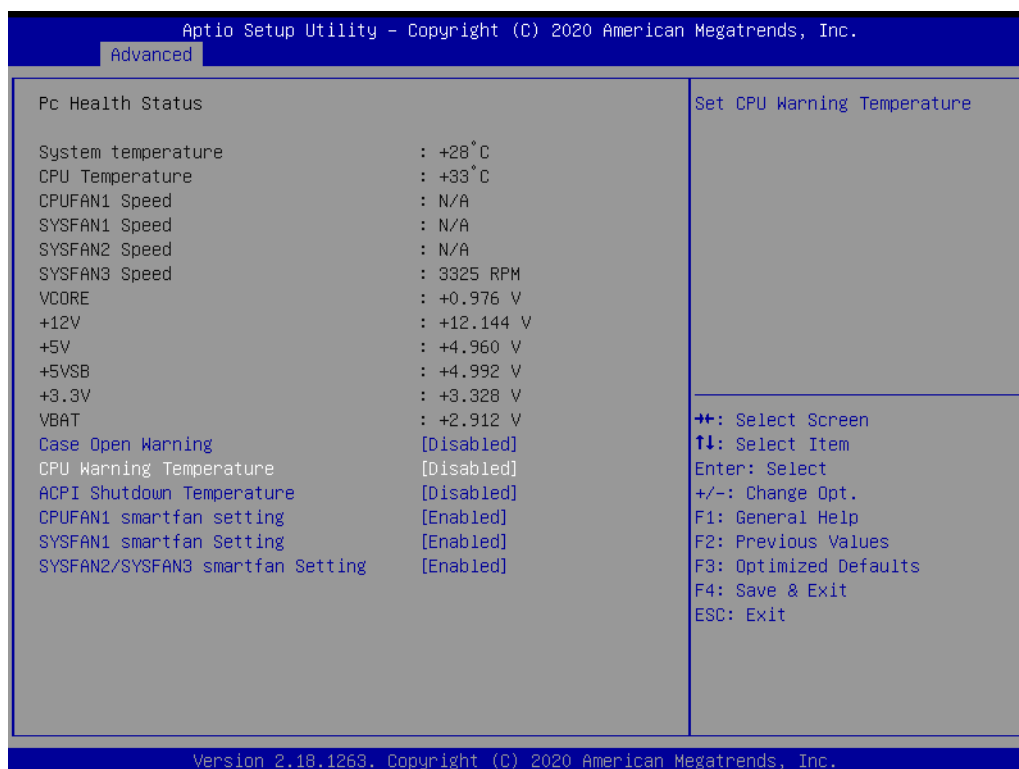 Aptio Setup Utility – Copyright (C) 2020 American Megatrends, Inc.
Advanced
Pc Health Status
System temperature : +28°C
CPU Temperature : +33°C
CPUFAN1 Speed : N/A
SYSFAN1 Speed : N/A
SYSFAN2 Speed : N/A
SYSFAN3 Speed : 3325 RPM
VCORE : +0.976 V
+12V : +12.144 V
+5V : +4.960 V
+5VSB : +4.992 V
+3.3V : +3.328 V
VBAT : +2.912 V
Case Open Warning [Disabled]
CPU Warning Temperature [Disabled]
ACPI Shutdown Temperature [Disabled]
CPUFAN1 smartfan setting [Enabled]
SYSFAN1 smartfan Setting [Enabled]
SYSFAN2/SYSFAN3 smartfan Setting [Enabled]
Set CPU Warning Temperature
→←: Select Screen
↑↓: Select Item
Enter: Select
+/-: Change Opt.
F1: General Help
F2: Previous Values
F3: Optimized Defaults
F4: Save & Exit
ESC: Exit
Version 2.18.1263. Copyright (C) 2020 American Megatrends, Inc.